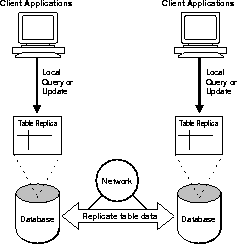 Client Applications
Client Applications
Local
Query or
Update
Local
Query or
Update
Table Replica
Table Replica
Network
Database
Replicate table data
Database